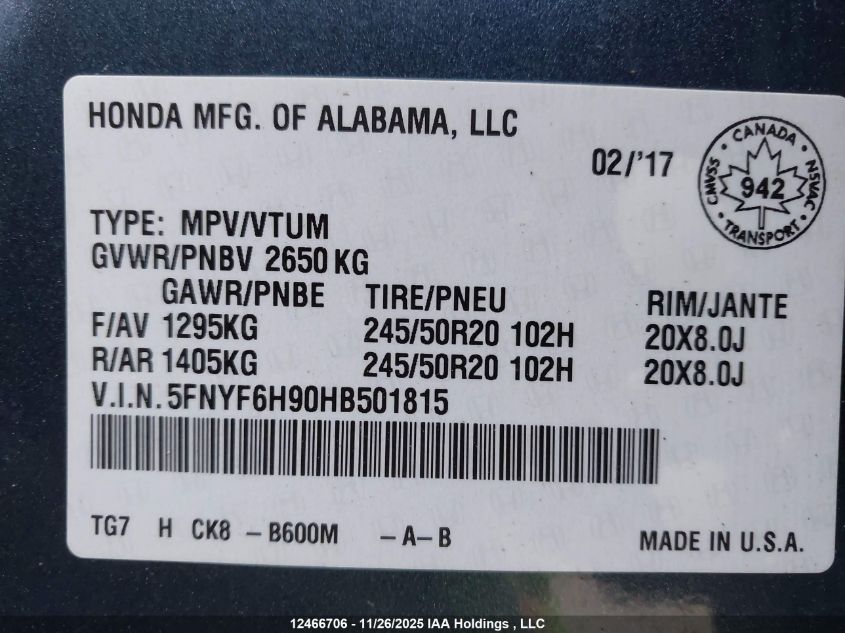 HONDA MFG. OF ALABAMA, LLC
02/'17
CANADA
CMVSS 942 NSVAC
TRANSPORT
TYPE: MPV/VTUM
GVWR/PNBV 2650 KG
GAWR/PNBE TIRE/PNEU RIM/JANTE
F/AV 1295KG 245/50R20 102H 20X8.0J
R/AR 1405KG 245/50R20 102H 20X8.0J
V.I.N. 5FNYF6H90HB501815
TG7 H CK8 - B600M - A - B MADE IN U.S.A.
12466706 - 11/26/2025 IAA Holdings , LLC